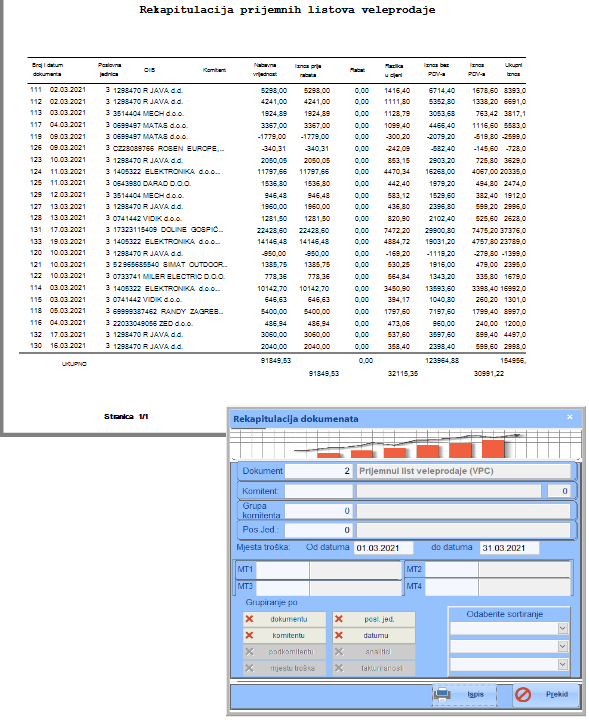 Rekapitulacija prijemnih listova veleprodaje
Broj i datum dokumenta Poslovna jedinica OIB Komitent Nabavna vrijednost Iznos prije rabata Rabat Razlika u cijeni Iznos bez PDV-a Iznos PDV-a Ukupni iznos
111 02.03.2021 3 1298470 R JAVA d.d. 5298,00 5298,00 0,00 1416,40 6714,40 1678,60 8393,0
112 02.03.2021 3 1298470 R JAVA d.d. 4241,00 4241,00 0,00 1111,80 5352,80 1338,20 6691,0
113 03.03.2021 3 3514404 MECH d.o.o. 1924,89 1924,89 0,00 1128,79 3053,68 763,42 3817,1
117 04.03.2021 3 0699497 MATAS d.o.o. 3367,00 3367,00 0,00 1099,40 4466,40 1116,60 5583,0
119 09.03.2021 3 0699497 MATAS d.o.o. -1779,00 -1779,00 0,00 -300,20 -2079,20 -519,80 -2599,0
126 09.03.2021 3 CZ28089766 ROSEN EUROPE,... -340,31 -340,31 0,00 -242,09 -582,40 -145,60 -728,0
123 10.03.2021 3 1298470 R JAVA d.d. 2050,05 2050,05 0,00 853,15 2903,20 725,80 3629,0
124 11.03.2021 3 1405322 ELEKTRONIKA d.o.o... 11797,66 11797,66 0,00 4470,34 16268,00 4067,00 20335,0
125 11.03.2021 3 0643980 DARAD D.O.O. 1536,80 1536,80 0,00 442,40 1979,20 494,80 2474,0
129 12.03.2021 3 3514404 MECH d.o.o. 946,48 946,48 0,00 583,12 1529,60 382,40 1912,0
127 13.03.2021 3 1298470 R JAVA d.d. 1960,00 1960,00 0,00 436,80 2396,80 599,20 2996,0
128 13.03.2021 3 0741442 VIDIK d.o.o. 1281,50 1281,50 0,00 820,90 2102,40 525,60 2628,0
131 17.03.2021 3 17323115409 DOLINE GOSPIĆ... 22428,60 22428,60 0,00 7472,20 29900,80 7475,20 37376,0
133 19.03.2021 3 1405322 ELEKTRONIKA d.o.o... 14146,48 14146,48 0,00 4884,72 19031,20 4757,80 23789,0
120 10.03.2021 3 1298470 R JAVA d.d. -950,00 -950,00 0,00 -169,20 -1119,20 -279,80 -1399,0
121 10.03.2021 3 52965685540 SIMAT OUTDOOR... 1385,75 1385,75 0,00 530,25 1916,00 479,00 2395,0
122 10.03.2021 3 0733741 MILER ELECTRIC D.O.O. 778,36 778,36 0,00 564,84 1343,20 335,80 1679,0
114 03.03.2021 3 1405322 ELEKTRONIKA d.o.o... 10142,70 10142,70 0,00 3450,90 13593,60 3398,40 16992,0
115 03.03.2021 3 0741442 VIDIK d.o.o. 646,63 646,63 0,00 394,17 1040,80 260,20 1301,0
118 05.03.2021 3 69999387462 RANDY ZAGREB... 5400,00 5400,00 0,00 1797,60 7197,60 1799,40 8997,0
116 04.03.2021 3 22033049056 ZED d.o.o. 486,94 486,94 0,00 473,06 960,00 240,00 1200,0
132 17.03.2021 3 1298470 R JAVA d.d. 3060,00 3060,00 0,00 537,60 3597,60 899,40 4497,0
130 16.03.2021 3 1298470 R JAVA d.d. 2040,00 2040,00 0,00 358,40 2398,40 599,60 2998,0
UKUPNO 91849,53 0,00 123964,88 154956,
91849,53 32115,35 30991,22
Stranica 1/1
Rekapitulacija dokumenata
Dokument 2 Prijemnul list veleprodaje (VPC)
Komitent: 0
Grupa komitenta: 0
Pos.Jed.: 0
Mjesta troška: Od datuma 01.03.2021 do datuma 31.03.2021
MT1 MT2
MT3 MT4
Grupiranje po
dokumentu posl. jed. Odaberite sortiranje
komitentu datumu
podkomitentu analitici
mjestu troška fakturiranosti
Ispis Prekid